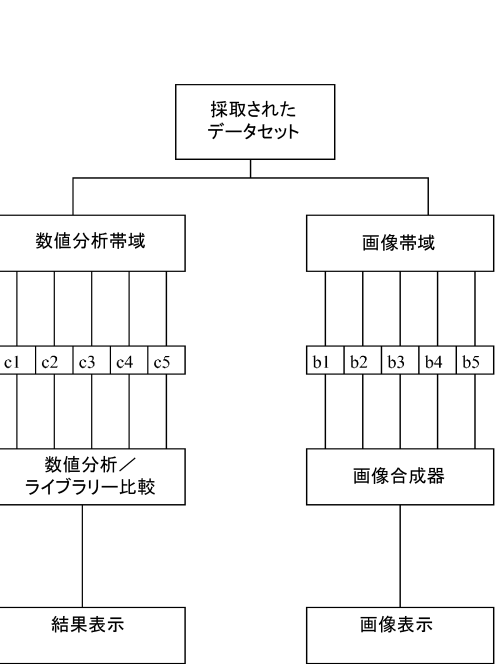 採取された
データセット
数値分析帯域
画像帯域
c1 c2 c3 c4 c5
b1 b2 b3 b4 b5
数値分析／
ライブラリー比較
画像合成器
結果表示
画像表示